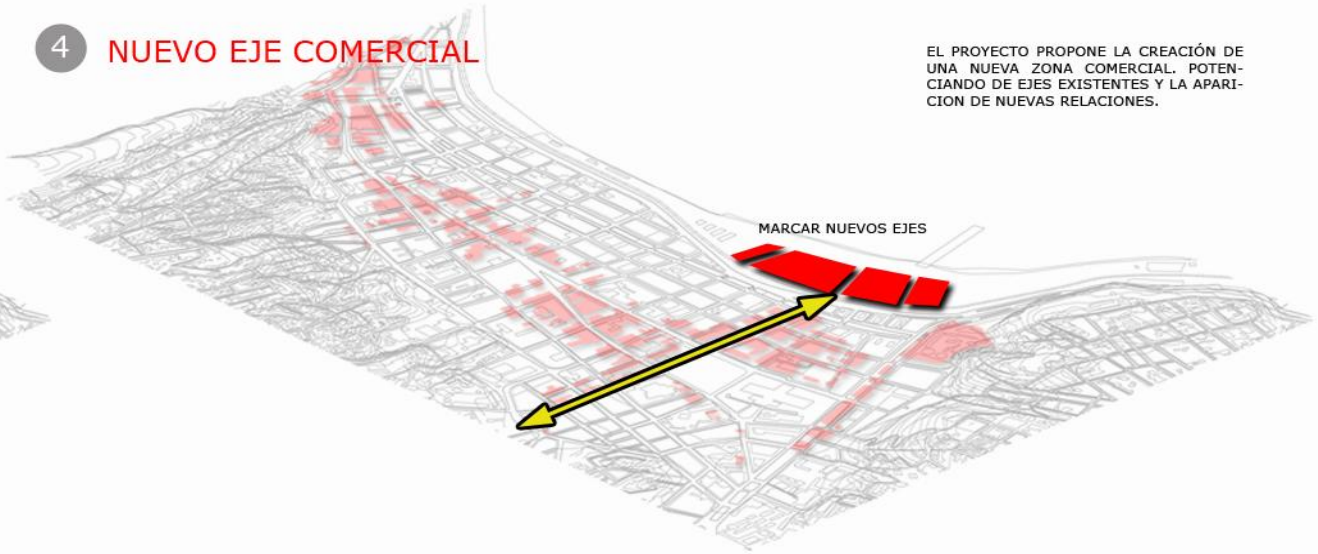 4 NUEVO EJE COMERCIAL
EL PROYECTO PROPONE LA CREACIÓN DE
UNA NUEVA ZONA COMERCIAL. POTEN-
CIANDO DE EJES EXISTENTES Y LA APARI-
CION DE NUEVAS RELACIONES.
MARCAR NUEVOS EJES